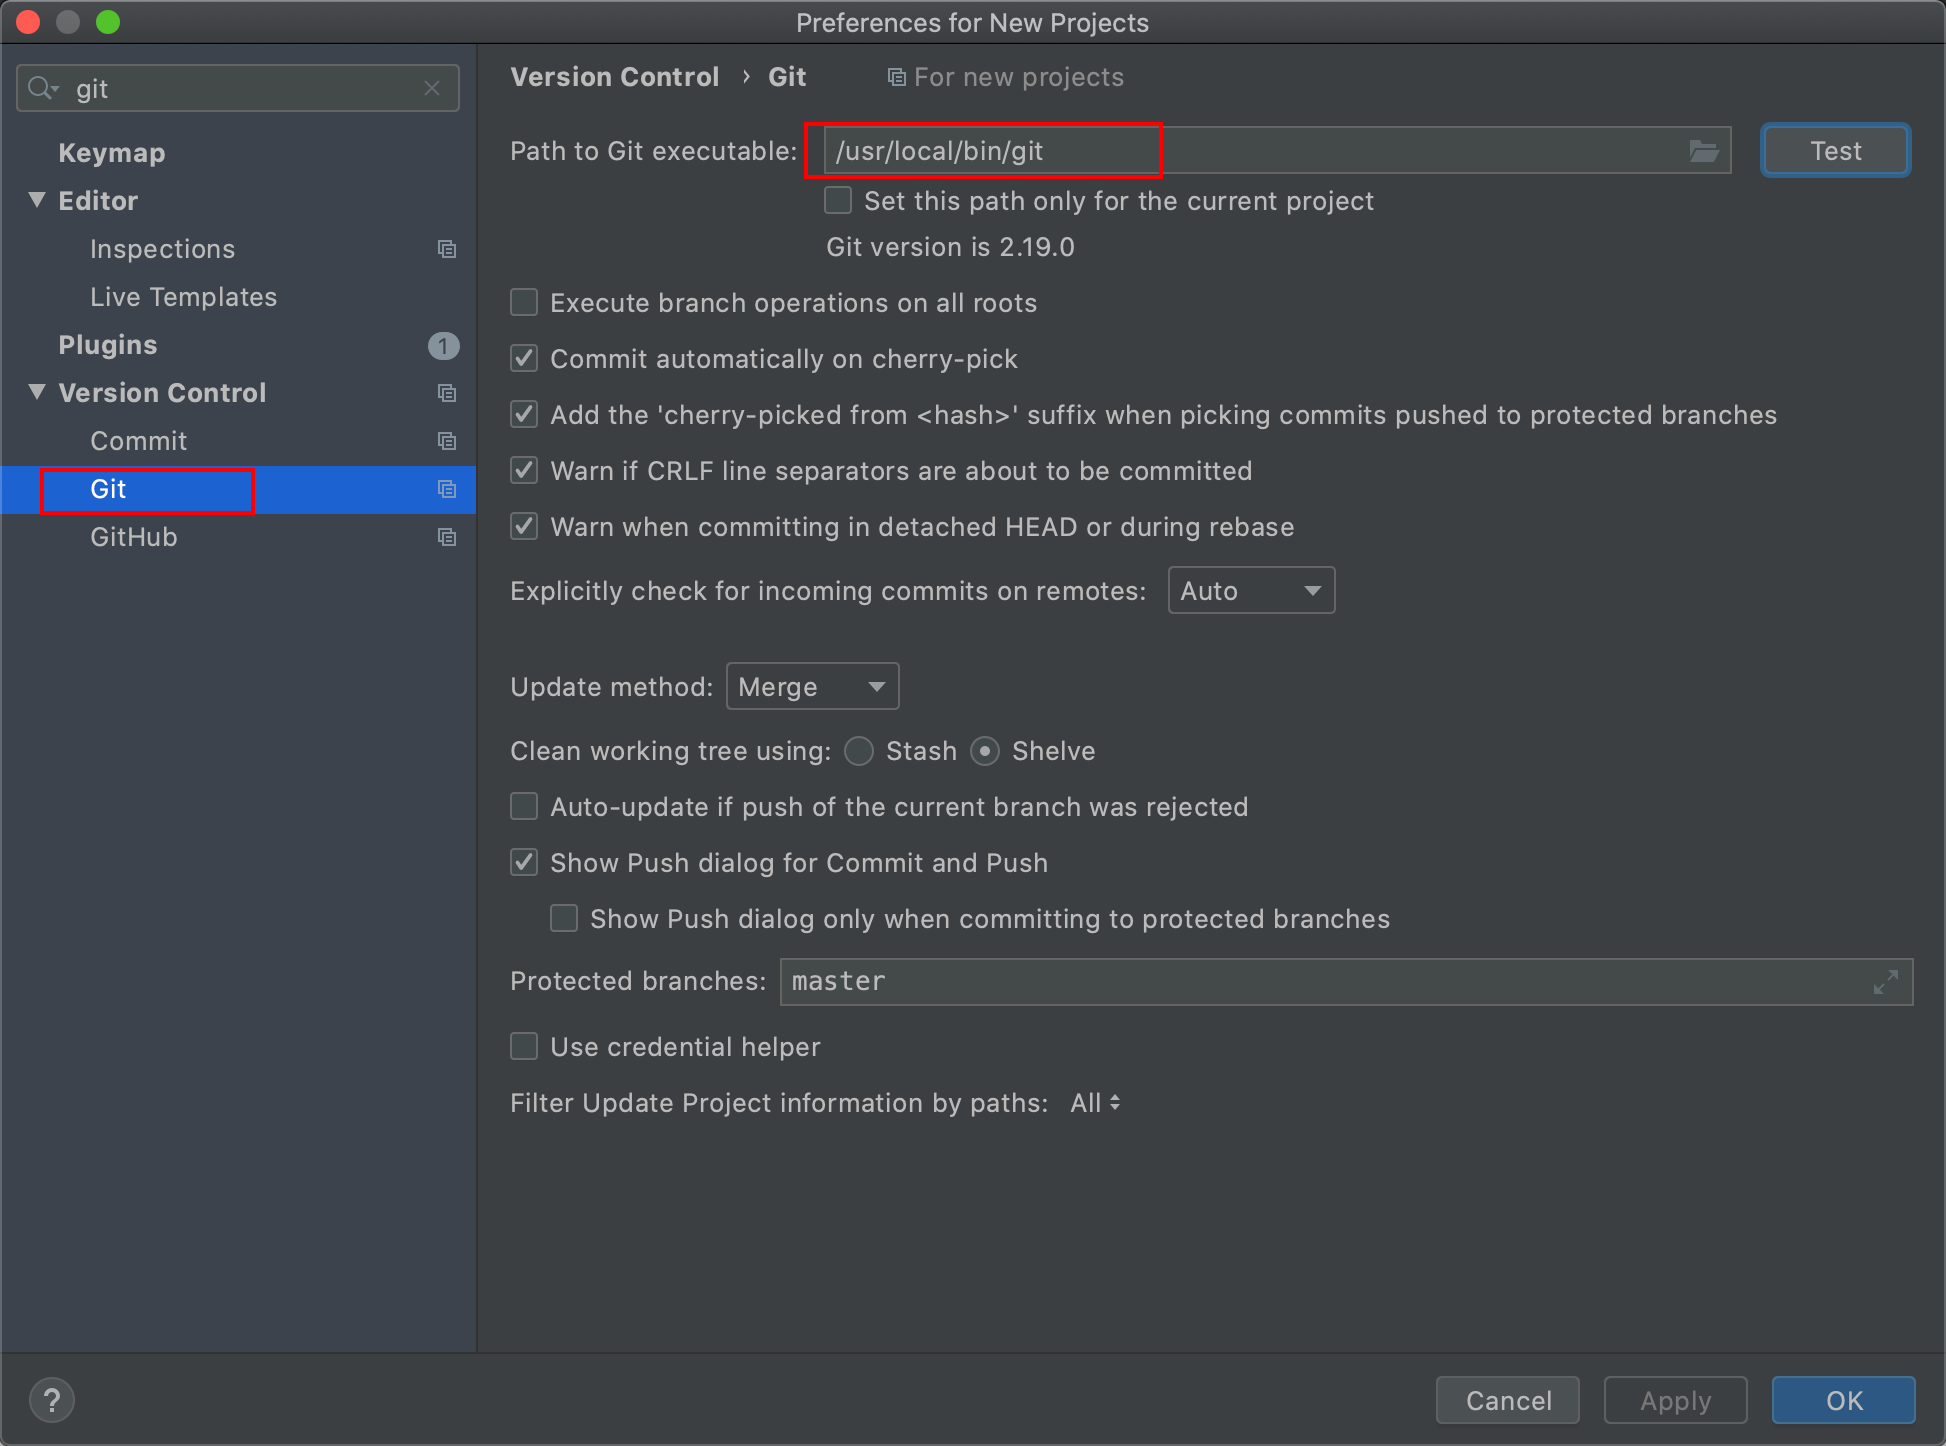 Preferences for New Projects
git
Keymap
Editor
Inspections
Live Templates
Plugins
1
Version Control
Commit
Git
GitHub
Version Control › Git
For new projects
Path to Git executable: /usr/local/bin/git
Test
Set this path only for the current project
Git version is 2.19.0
Execute branch operations on all roots
Commit automatically on cherry-pick
Add the 'cherry-picked from <hash>' suffix when picking commits pushed to protected branches
Warn if CRLF line separators are about to be committed
Warn when committing in detached HEAD or during rebase
Explicitly check for incoming commits on remotes: Auto
Update method: Merge
Clean working tree using: Stash Shelve
Auto-update if push of the current branch was rejected
Show Push dialog for Commit and Push
Show Push dialog only when committing to protected branches
Protected branches: master
Use credential helper
Filter Update Project information by paths: All
?
Cancel
Apply
OK